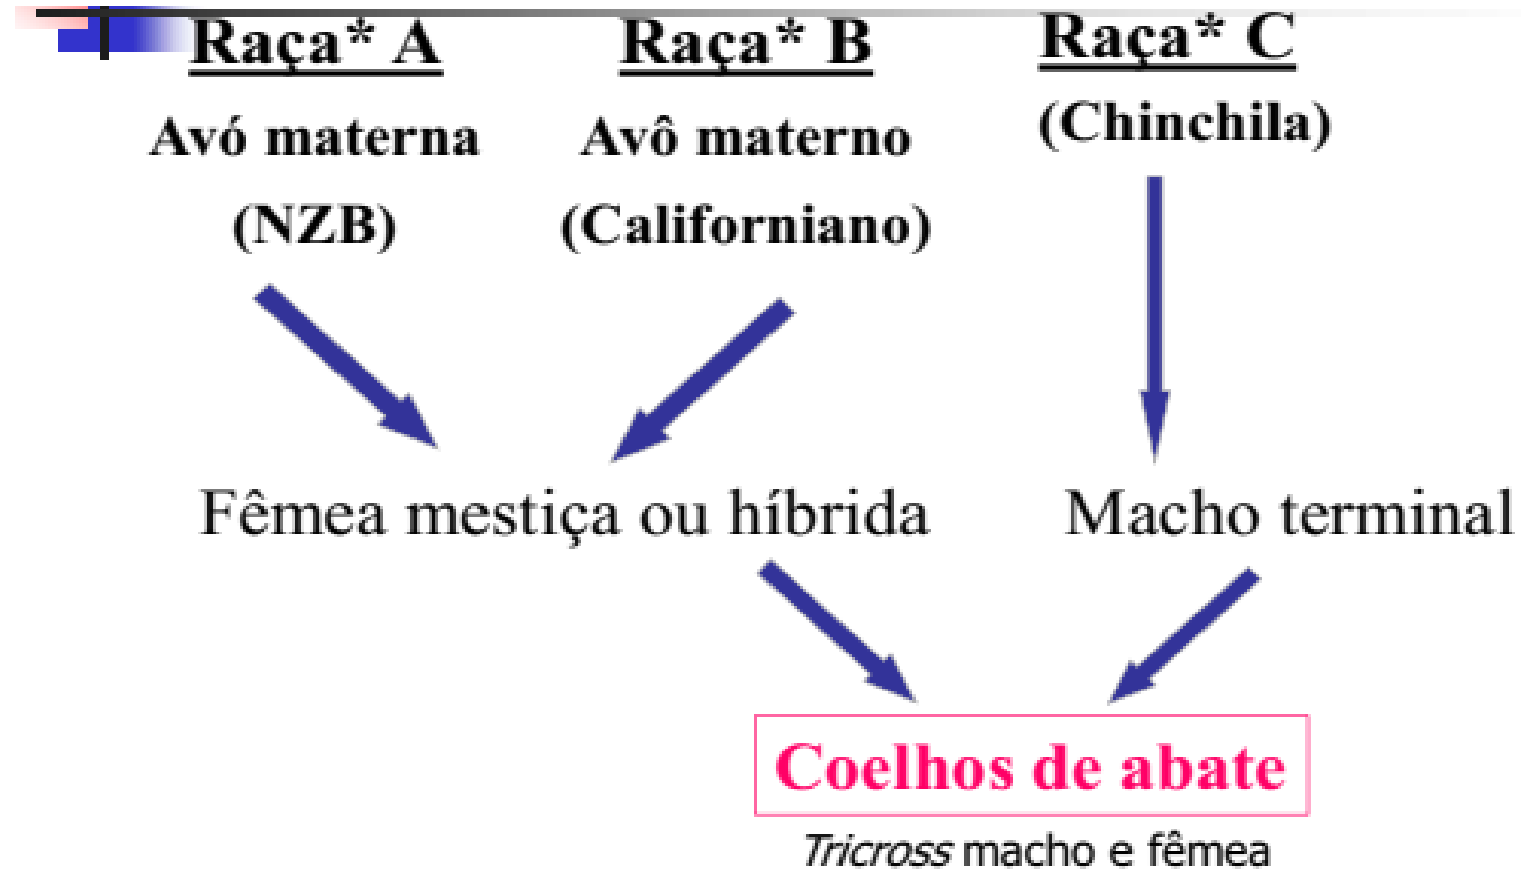 Raça* A
Avó materna
(NZB)
Raça* B
Avô materno
(Californiano)
Raça* C
(Chinchila)
Fêmea mestiça ou híbrida
Macho terminal
Coelhos de abate
Tricross macho e fêmea